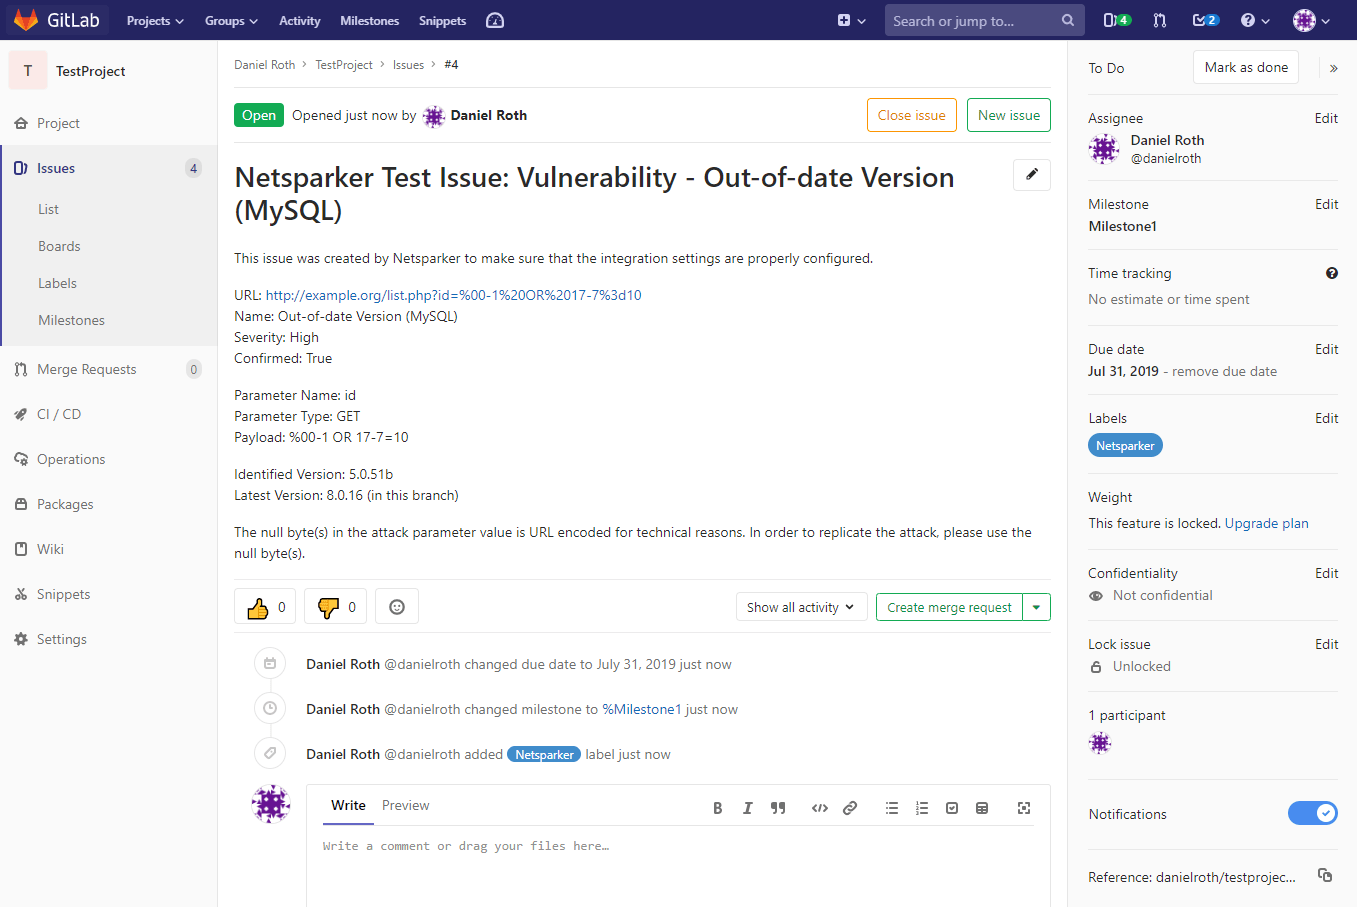 GitLab Projects Groups Activity Milestones Snippets Search or jump to... 4 2
T TestProject
Project
Issues 4
List
Boards
Labels
Milestones
Merge Requests 0
CI / CD
Operations
Packages
Wiki
Snippets
Settings
Daniel Roth > TestProject > Issues > #4
Open Opened just now by Daniel Roth Close issue New issue
Netsparker Test Issue: Vulnerability - Out-of-date Version
(MySQL)
This issue was created by Netsparker to make sure that the integration settings are properly configured.
URL: http://example.org/list.php?id=%00-1%20OR%2017-7%3d10
Name: Out-of-date Version (MySQL)
Severity: High
Confirmed: True
Parameter Name: id
Parameter Type: GET
Payload: %00-1 OR 17-7=10
Identified Version: 5.0.51b
Latest Version: 8.0.16 (in this branch)
The null byte(s) in the attack parameter value is URL encoded for technical reasons. In order to replicate the attack, please use the
null byte(s).
0 0 Show all activity Create merge request
Daniel Roth @danielroth changed due date to July 31, 2019 just now
Daniel Roth @danielroth changed milestone to %Milestone1 just now
Daniel Roth @danielroth added Netsparker label just now
Write Preview
Write a comment or drag your files here…
To Do Mark as done »
Assignee Edit
Daniel Roth
@danielroth
Milestone Edit
Milestone1
Time tracking
No estimate or time spent
Due date Edit
Jul 31, 2019 - remove due date
Labels Edit
Netsparker
Weight
This feature is locked. Upgrade plan
Confidentiality Edit
Not confidential
Lock issue Edit
Unlocked
1 participant
Notifications
Reference: danielroth/testprojec...